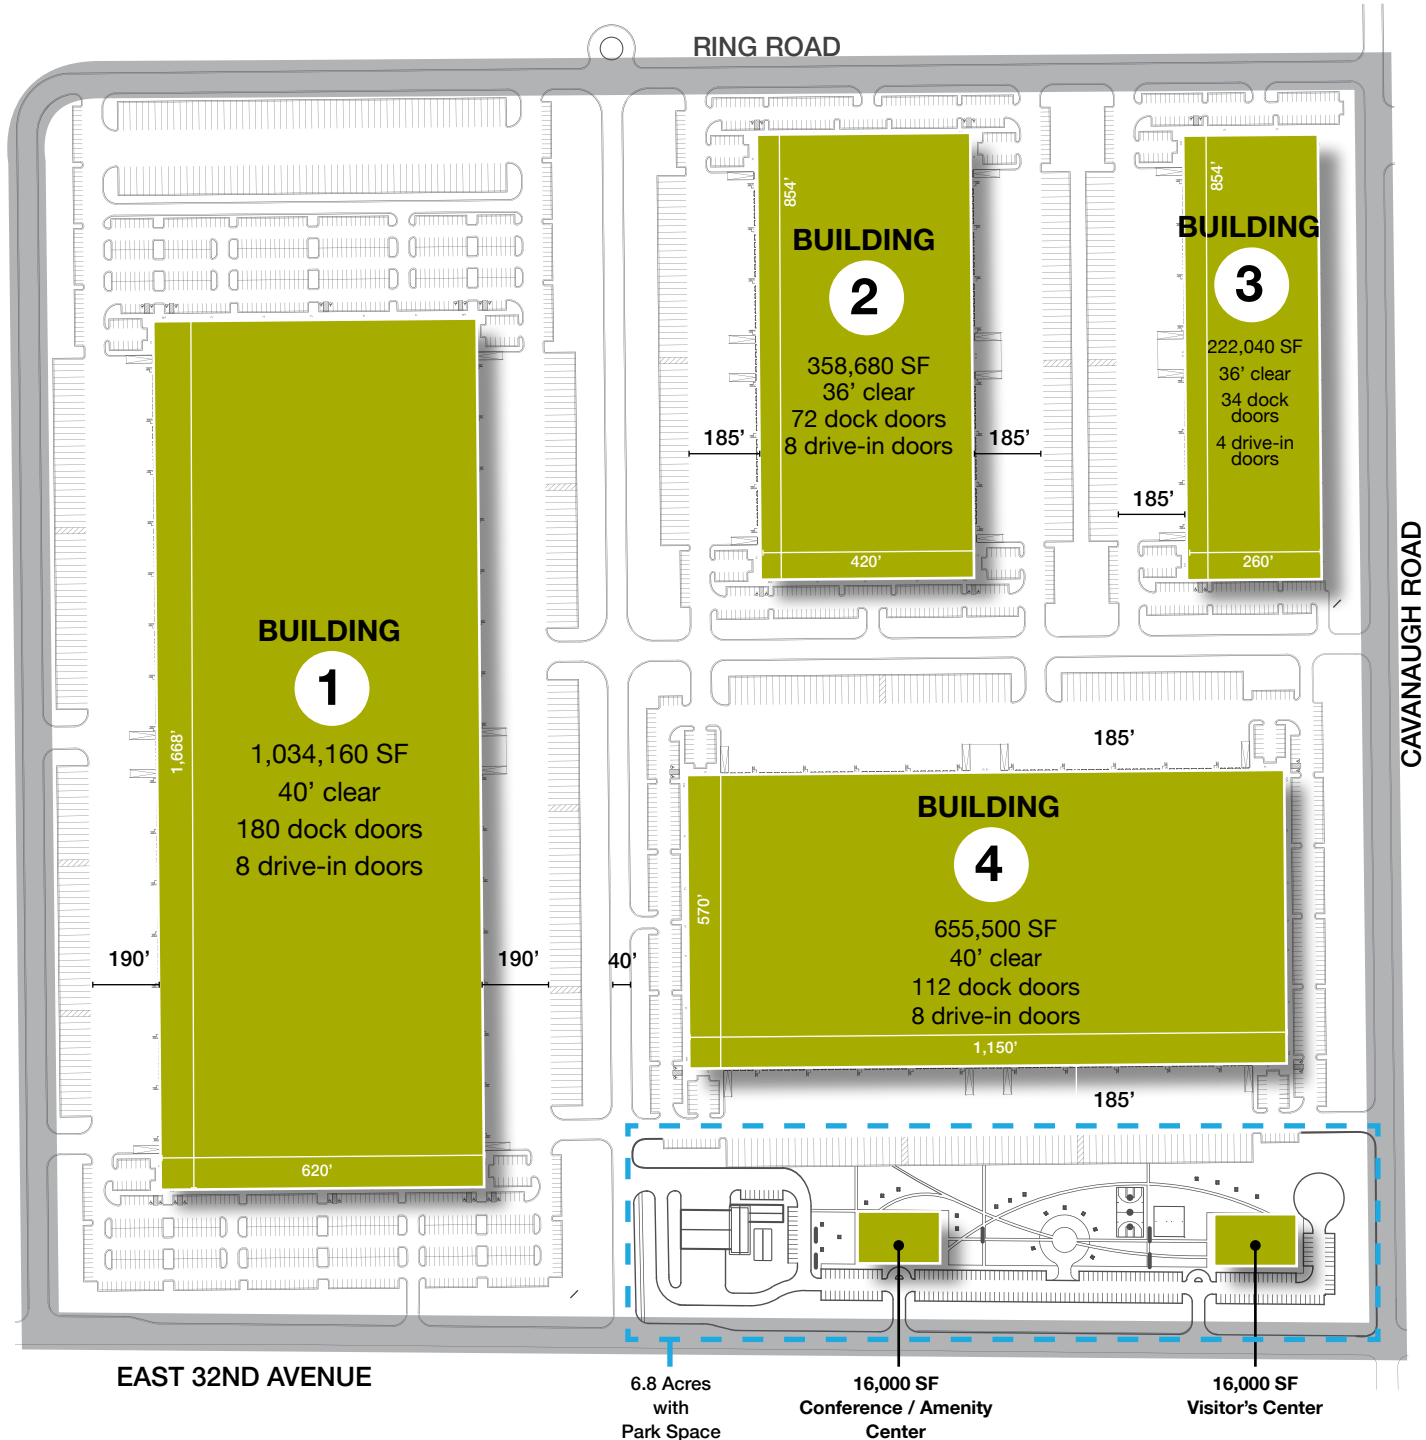 RING ROAD
854'
BUILDING
2
358,680 SF
36' clear
72 dock doors
8 drive-in doors
185'
185'
420'
854'
BUILDING
3
222,040 SF
36' clear
34 dock
doors
4 drive-in
doors
185'
260'
CAVANAUGH ROAD
BUILDING
1
1,668'
1,034,160 SF
40' clear
180 dock doors
8 drive-in doors
190'
190'
40'
620'
185'
BUILDING
4
570'
655,500 SF
40' clear
112 dock doors
8 drive-in doors
1,150'
185'
EAST 32ND AVENUE
6.8 Acres
with
Park Space
16,000 SF
Conference / Amenity
Center
16,000 SF
Visitor's Center